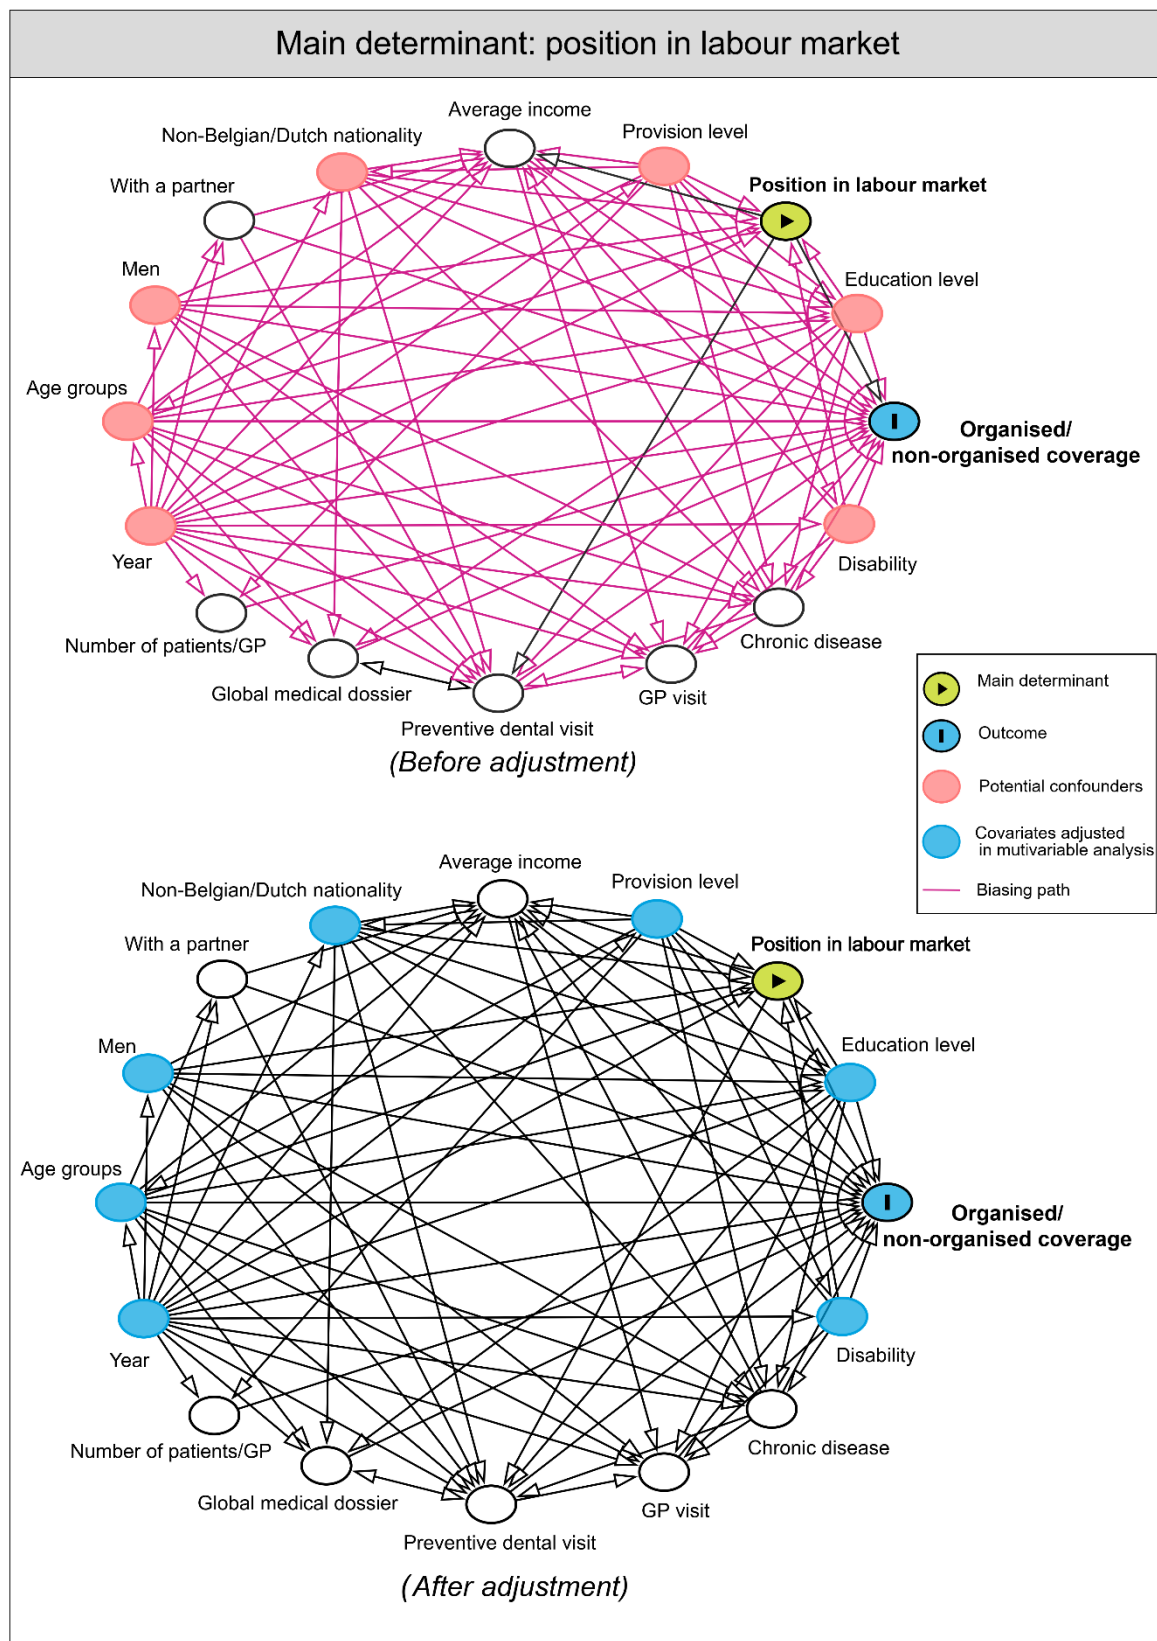 Main determinant: position in labour market
Average income
Provision level
Non-Belgian/Dutch nationality
With a partner
Position in labour market
Men
Education level
Age groups
Organised/
non-organised coverage
Year
Disability
Number of patients/GP
Chronic disease
Global medical dossier
GP visit
Preventive dental visit
(Before adjustment)
Main determinant
Outcome
Potential confounders
Covariates adjusted
in mutivariable analysis
Biasing path
Average income
Provision level
Non-Belgian/Dutch nationality
With a partner
Position in labour market
Men
Education level
Age groups
Organised/
non-organised coverage
Year
Disability
Number of patients/GP
Chronic disease
Global medical dossier
GP visit
Preventive dental visit
(After adjustment)